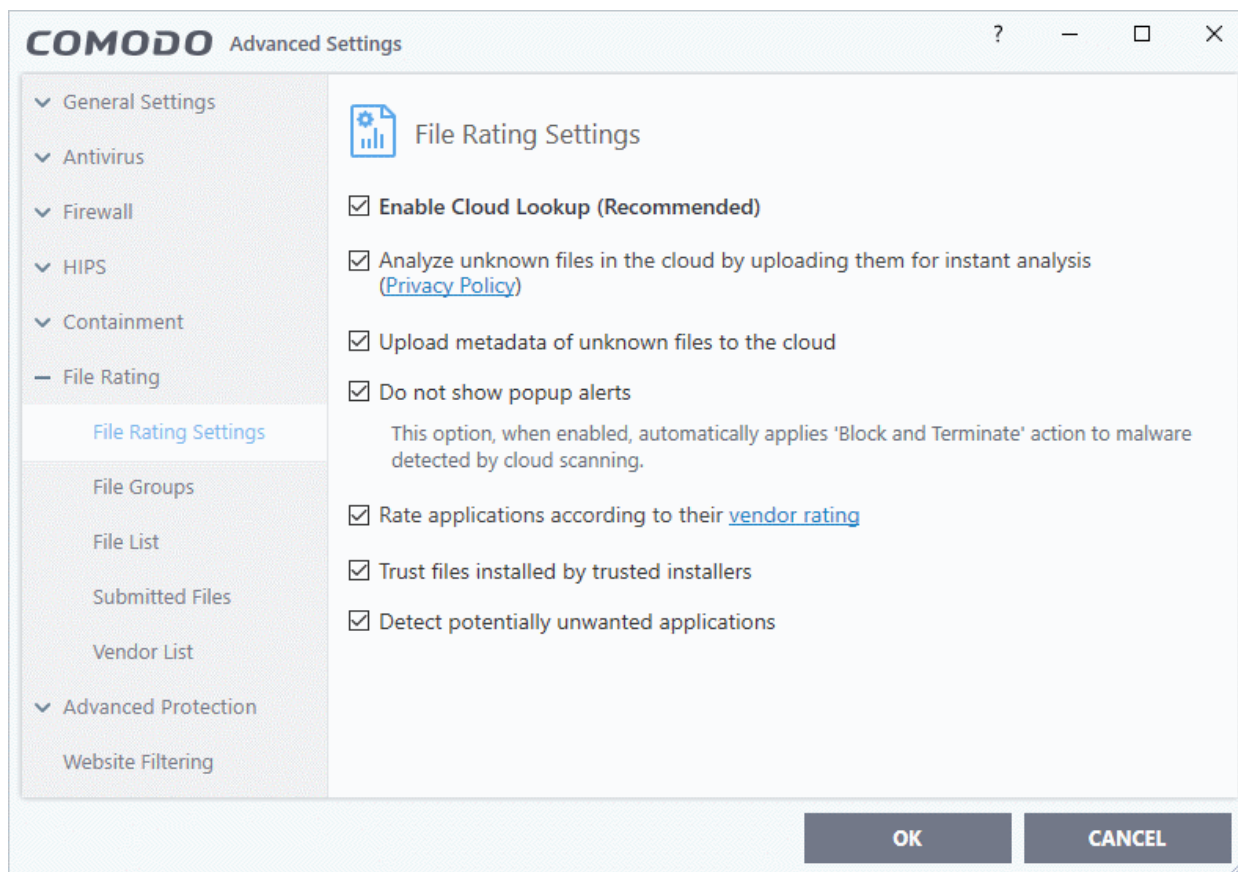 COMODO Advanced Settings
?
General Settings
Antivirus
Firewall
HIPS
Containment
File Rating
File Rating Settings
File Groups
File List
Submitted Files
Vendor List
Advanced Protection
Website Filtering
File Rating Settings
Enable Cloud Lookup (Recommended)
Analyze unknown files in the cloud by uploading them for instant analysis
(Privacy Policy)
Upload metadata of unknown files to the cloud
Do not show popup alerts
This option, when enabled, automatically applies 'Block and Terminate' action to malware
detected by cloud scanning.
Rate applications according to their vendor rating
Trust files installed by trusted installers
Detect potentially unwanted applications
OK
CANCEL